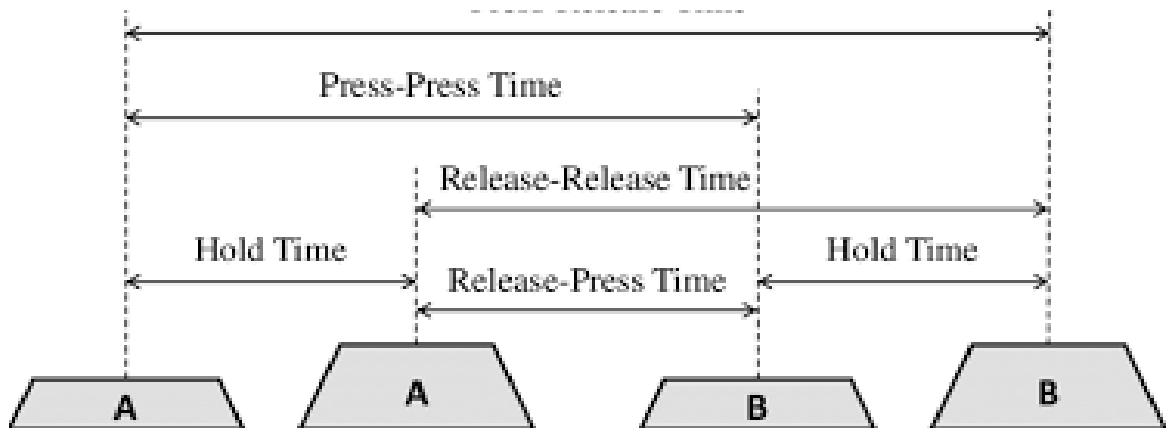 Press-Press Time
Release-Release Time
Hold Time
Hold Time
Release-Press Time
A
A
B
B